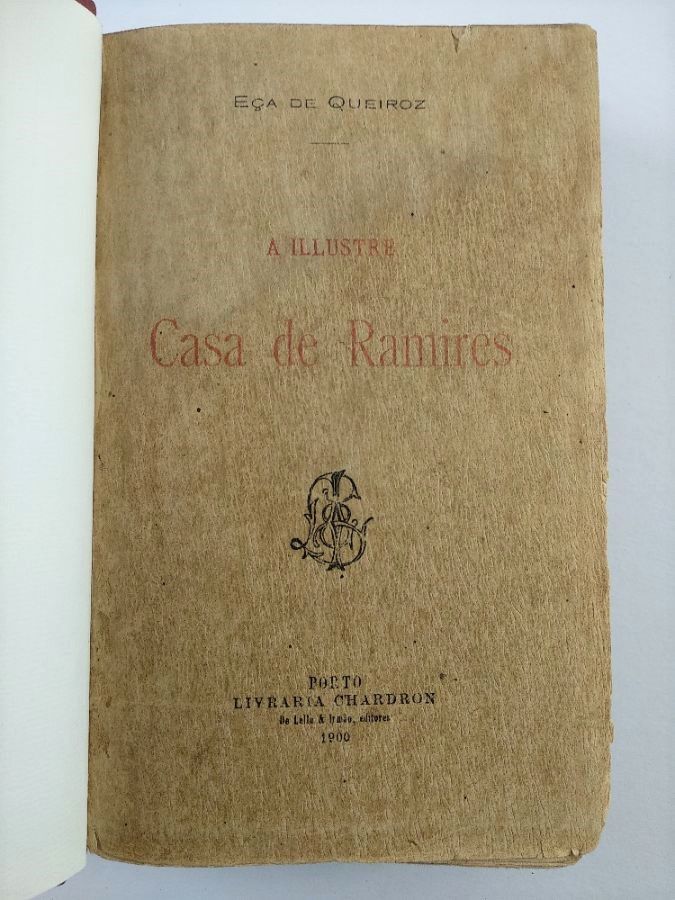 EÇA DE QUEIROZ
A ILLUSTRE
Casa de Ramires
PORTO
LIVRARIA CHARDRON
De Lello & Irmão, editores
1900